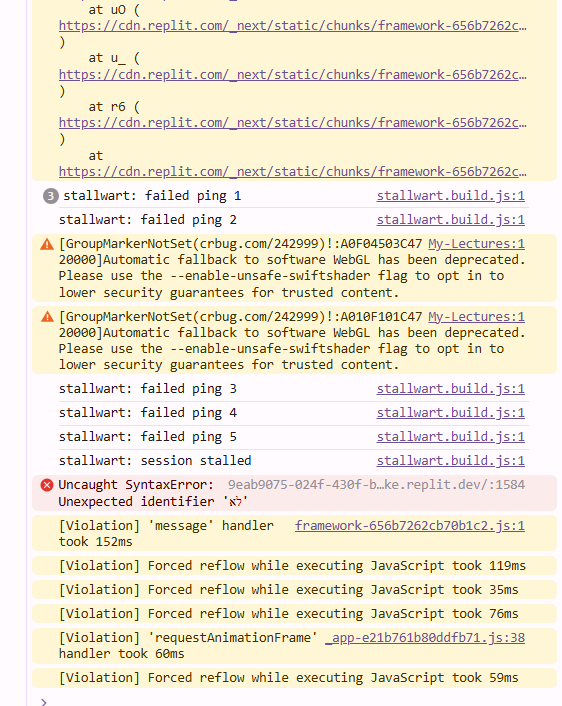 at uO (
https://cdn.replit.com/_next/static/chunks/framework-656b7262c…
)
at u_ (
https://cdn.replit.com/_next/static/chunks/framework-656b7262c…
)
at r6 (
https://cdn.replit.com/_next/static/chunks/framework-656b7262c…
)
at
https://cdn.replit.com/_next/static/chunks/framework-656b7262c…
3 stallwart: failed ping 1 stallwart.build.js:1
stallwart: failed ping 2 stallwart.build.js:1
[GroupMarkerNotSet(crbug.com/242999)!:A0F04503C47 My-Lectures:1
20000]Automatic fallback to software WebGL has been deprecated.
Please use the --enable-unsafe-swiftshader flag to opt in to
lower security guarantees for trusted content.
[GroupMarkerNotSet(crbug.com/242999)!:A010F101C47 My-Lectures:1
20000]Automatic fallback to software WebGL has been deprecated.
Please use the --enable-unsafe-swiftshader flag to opt in to
lower security guarantees for trusted content.
stallwart: failed ping 3 stallwart.build.js:1
stallwart: failed ping 4 stallwart.build.js:1
stallwart: failed ping 5 stallwart.build.js:1
stallwart: session stalled stallwart.build.js:1
Uncaught SyntaxError: 9eab9075-024f-430f-b…ke.replit.dev/:1584
Unexpected identifier 'לא'
[Violation] 'message' handler framework-656b7262cb70b1c2.js:1
took 152ms
[Violation] Forced reflow while executing JavaScript took 119ms
[Violation] Forced reflow while executing JavaScript took 35ms
[Violation] Forced reflow while executing JavaScript took 76ms
[Violation] 'requestAnimationFrame' _app-e21b761b80ddfb71.js:38
handler took 60ms
[Violation] Forced reflow while executing JavaScript took 59ms